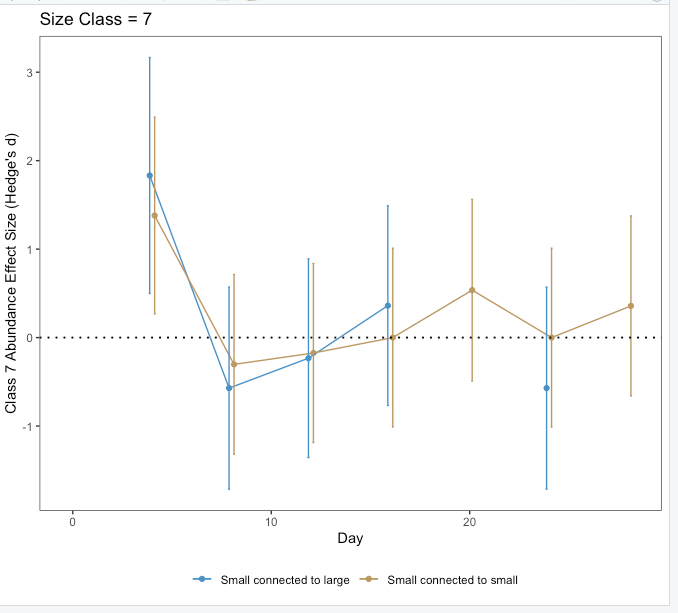 Size Class = 7
Class 7 Abundance Effect Size (Hedge's d)
3
2
1
0
-1
0 10 20
Day
Small connected to large Small connected to small